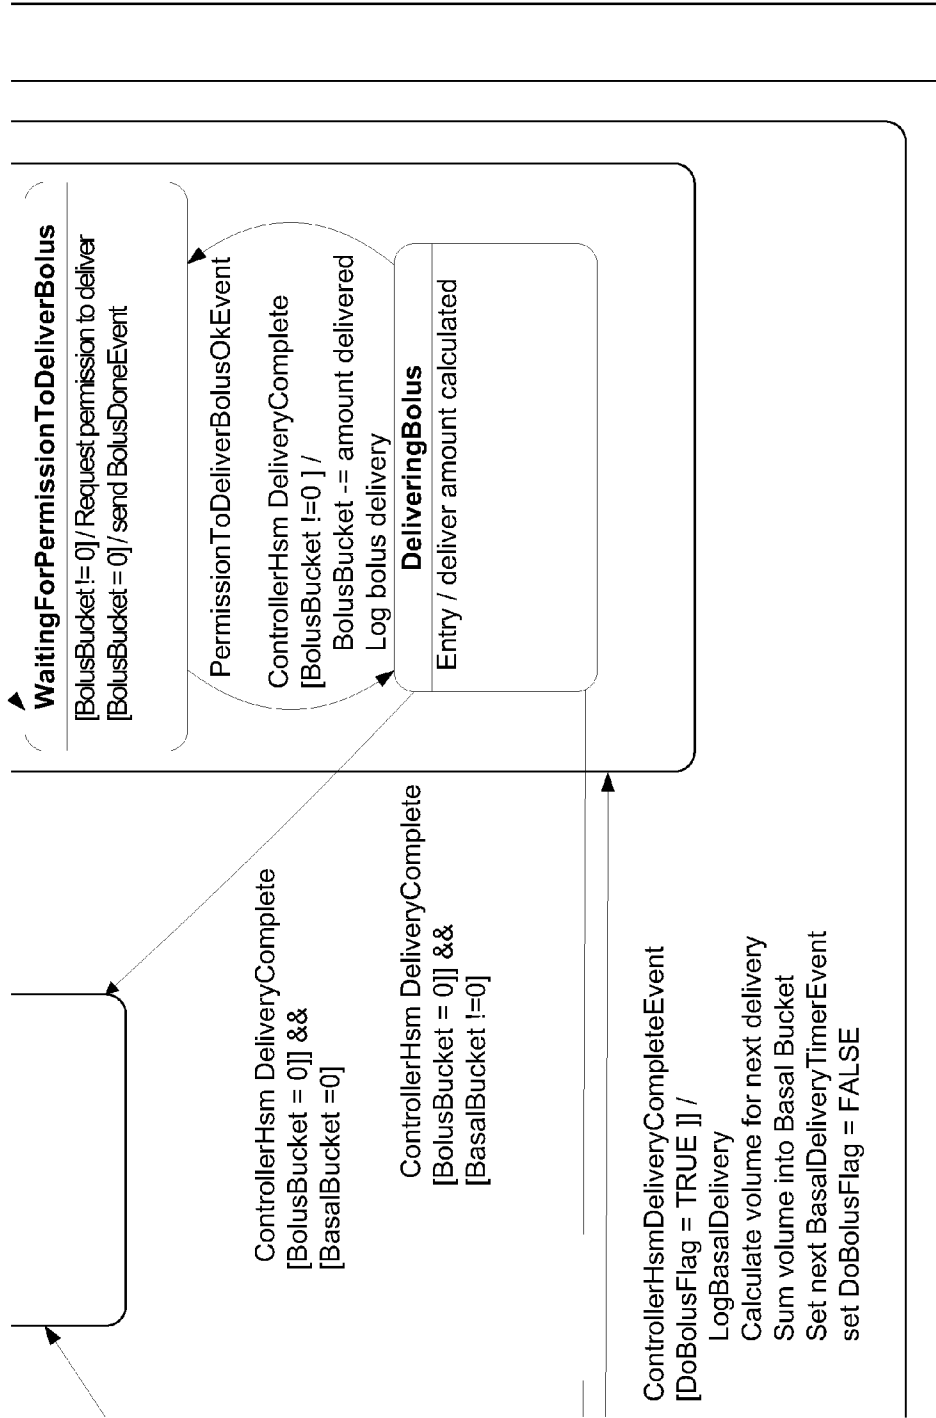 WaitingForPermissionToDeliverBolus
[BolusBucket != 0] / Request permission to deliver
[BolusBucket = 0] / send BolusDoneEvent
PermissionToDeliverBolusOkEvent
ControllerHsm DeliveryComplete
[BolusBucket !=0 ] /
BolusBucket -= amount delivered
Log bolus delivery
DeliveringBolus
Entry / deliver amount calculated
ControllerHsm DeliveryComplete
[BolusBucket = 0]] &&
[BasalBucket =0]
ControllerHsm DeliveryComplete
[BolusBucket = 0]] &&
[BasalBucket !=0]
ControllerHsmDeliveryCompleteEvent
[DoBolusFlag = TRUE ]] /
LogBasalDelivery
Calculate volume for next delivery
Sum volume into Basal Bucket
Set next BasalDeliveryTimerEvent
set DoBolusFlag = FALSE